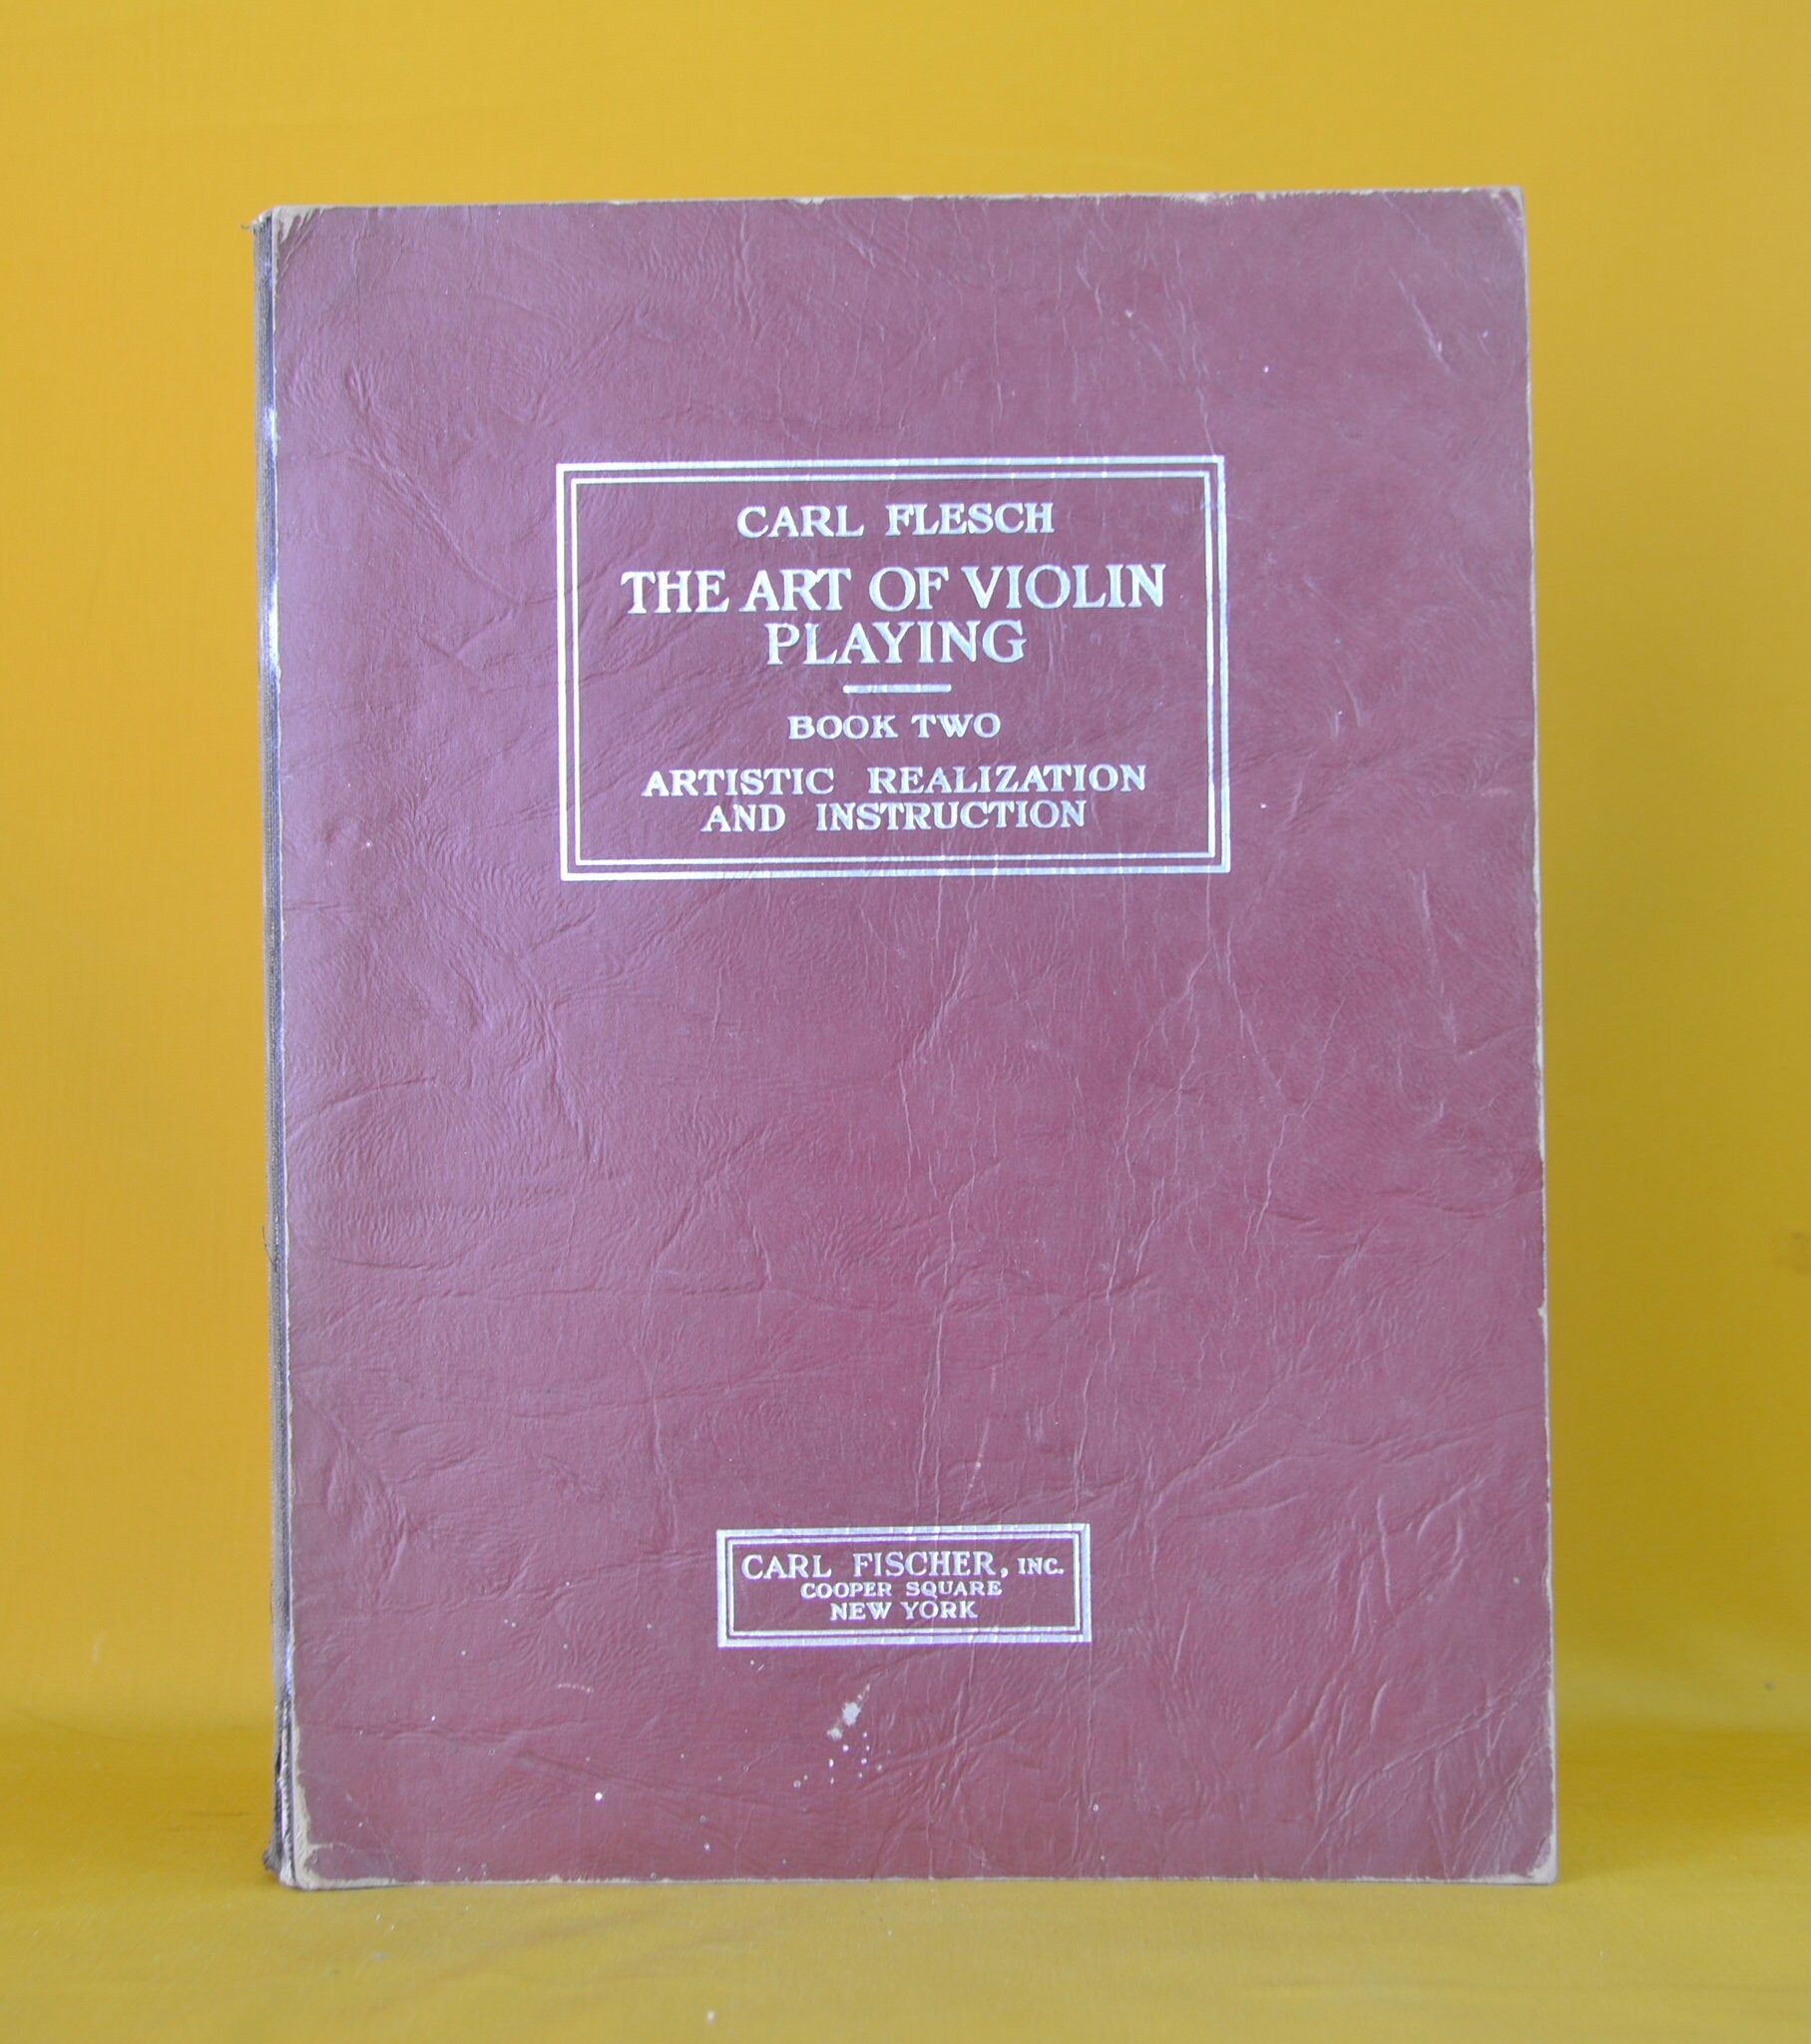 CARL FLESCH
THE ART OF VIOLIN
PLAYING
BOOK TWO
ARTISTIC REALIZATION
AND INSTRUCTION
CARL FISCHER, INC.
COOPER SQUARE
NEW YORK